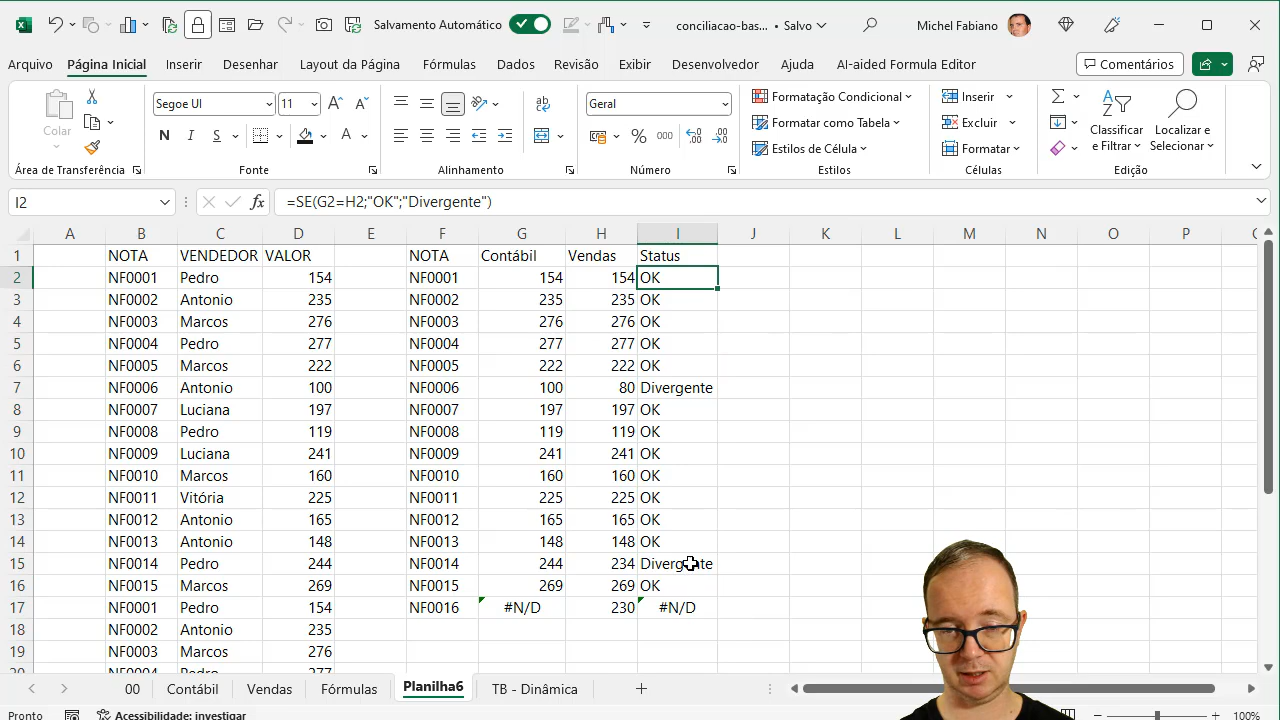 Salvamento Automático
conciliacao-bas... • Salvo
Michel Fabiano
Arquivo Página Inicial Inserir Desenhar Layout da Página Fórmulas Dados Revisão Exibir Desenvolvedor Ajuda AI-aided Formula Editor Comentários
Colar
Segoe UI 11
N I S
Geral
% 000
Formatação Condicional
Formatar como Tabela
Estilos de Célula
Inserir
Excluir
Formatar
Classificar e Filtrar
Localizar e Selecionar
Área de Transferência Fonte Alinhamento Número Estilos Células Edição
I2 fx =SE(G2=H2;"OK";"Divergente")
A B C D E F G H I J K L M N O P
1 NOTA VENDEDOR VALOR NOTA Contábil Vendas Status
2 NF0001 Pedro 154 NF0001 154 154 OK
3 NF0002 Antonio 235 NF0002 235 235 OK
4 NF0003 Marcos 276 NF0003 276 276 OK
5 NF0004 Pedro 277 NF0004 277 277 OK
6 NF0005 Marcos 222 NF0005 222 222 OK
7 NF0006 Antonio 100 NF0006 100 80 Divergente
8 NF0007 Luciana 197 NF0007 197 197 OK
9 NF0008 Pedro 119 NF0008 119 119 OK
10 NF0009 Luciana 241 NF0009 241 241 OK
11 NF0010 Marcos 160 NF0010 160 160 OK
12 NF0011 Vitória 225 NF0011 225 225 OK
13 NF0012 Antonio 165 NF0012 165 165 OK
14 NF0013 Antonio 148 NF0013 148 148 OK
15 NF0014 Pedro 244 NF0014 244 234 Divergente
16 NF0015 Marcos 269 NF0015 269 269 OK
17 NF0001 Pedro 154 NF0016 #N/D 230 #N/D
18 NF0002 Antonio 235
19 NF0003 Marcos 276
20 NF0004 Pedro 277
00 Contábil Vendas Fórmulas Planilha6 TB - Dinâmica
Pronto Acessibilidade: investigar 100%